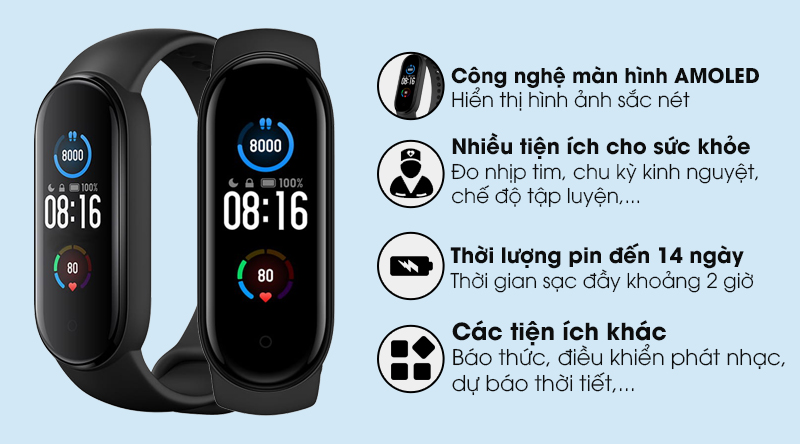 8000
100%
08:16
80
8000
100%
08:16
80
Công nghệ màn hình AMOLED
Hiển thị hình ảnh sắc nét
Nhiều tiện ích cho sức khỏe
Đo nhịp tim, chu kỳ kinh nguyệt,
chế độ tập luyện,...
Thời lượng pin đến 14 ngày
Thời gian sạc đầy khoảng 2 giờ
Các tiện ích khác
Báo thức, điều khiển phát nhạc,
dự báo thời tiết,...